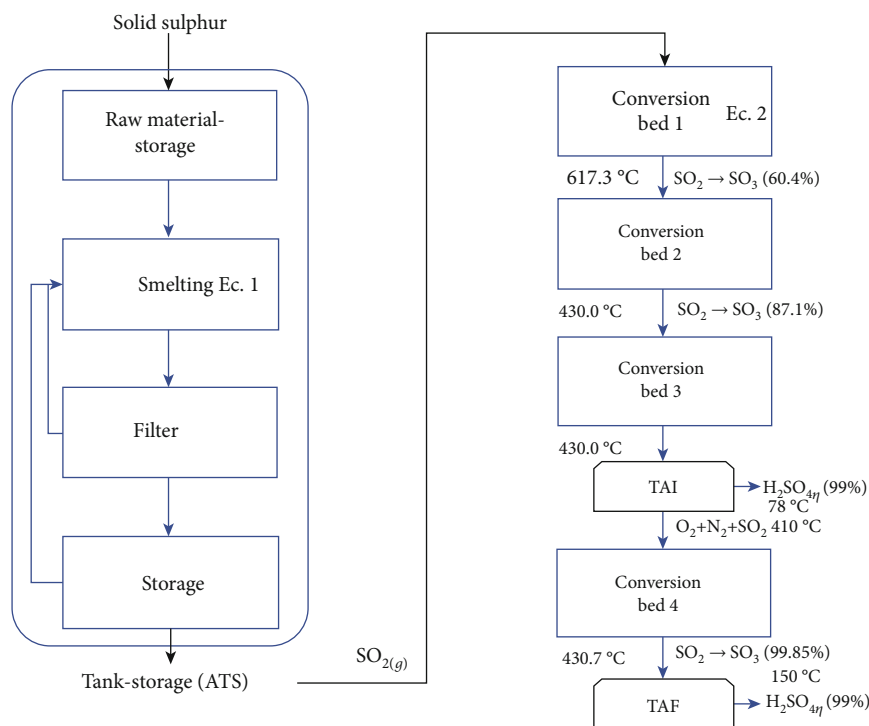 Solid sulphur
Raw material-
storage
Smelting Ec. 1
Filter
Storage
Tank-storage (ATS)
SO₂₍g₎
Conversion
bed 1
Ec. 2
617.3 °C
SO₂ → SO₃ (60.4%)
Conversion
bed 2
430.0 °C
SO₂ → SO₃ (87.1%)
Conversion
bed 3
430.0 °C
TAI
H₂SO₄η (99%)
78 °C
O₂+N₂+SO₂ 410 °C
Conversion
bed 4
430.7 °C
SO₂ → SO₃ (99.85%)
150 °C
TAF
H₂SO₄η (99%)